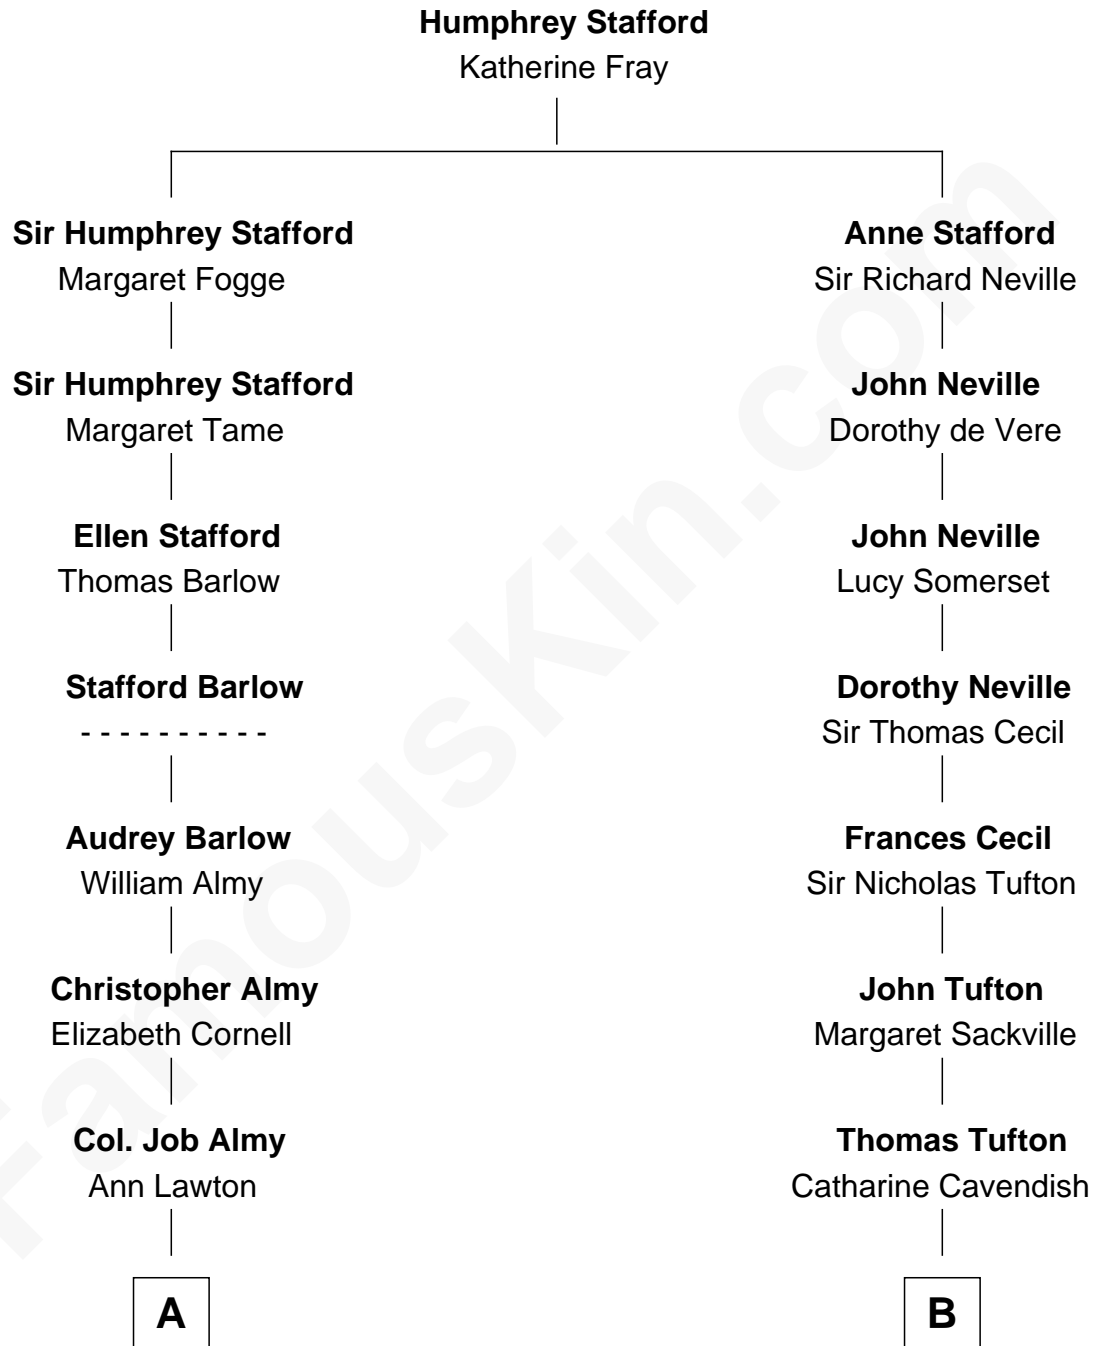 Humphrey Stafford
Katherine Fray
Sir Humphrey Stafford
Margaret Fogge
Anne Stafford
Sir Richard Neville
Sir Humphrey Stafford
Margaret Tame
John Neville
Dorothy de Vere
Ellen Stafford
Thomas Barlow
John Neville
Lucy Somerset
Stafford Barlow
- - - - - - - - - -
Dorothy Neville
Sir Thomas Cecil
Audrey Barlow
William Almy
Frances Cecil
Sir Nicholas Tufton
Christopher Almy
Elizabeth Cornell
John Tufton
Margaret Sackville
Col. Job Almy
Ann Lawton
Thomas Tufton
Catharine Cavendish
A
B
FamousKin.com